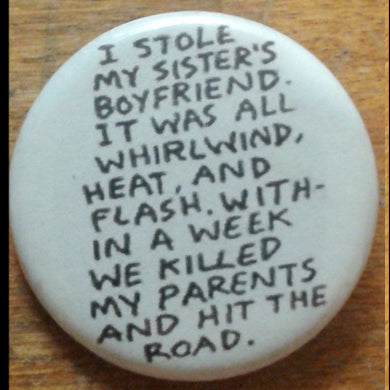 I STOLE
MY SISTER'S
BOYFRIEND.
IT WAS ALL
WHIRLWIND,
HEAT, AND
FLASH. WITH-
IN A WEEK
WE KILLED
MY PARENTS
AND HIT THE
ROAD.